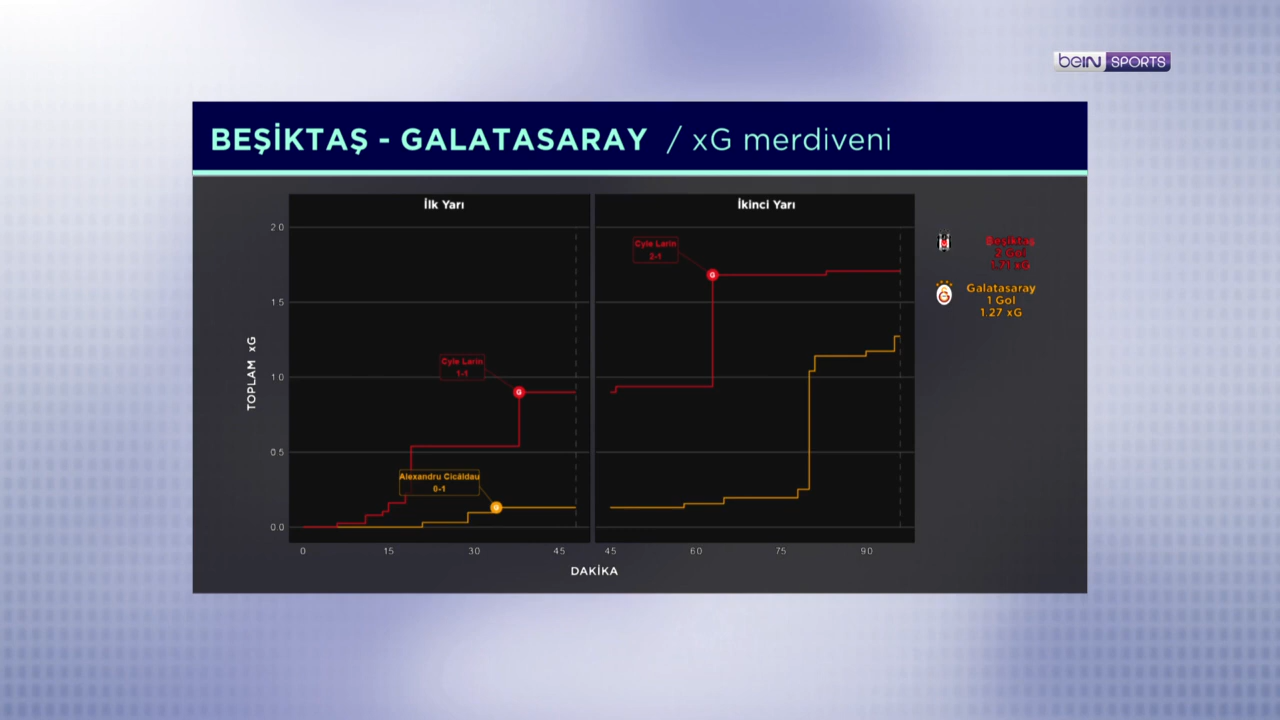 beIN SPORTS
BEŞİKTAŞ - GALATASARAY / xG merdiveni
İlk Yarı
İkinci Yarı
2.0
1.5
1.0
0.5
0.0
TOPLAM xG
Cyle Larin
1-1
Alexandru Cicâldau
0-1
G
G
Cyle Larin
2-1
G
0
15
30
45
45
60
75
80
90
DAKİKA
Beşiktaş
2 Gol
1.71 xG
Galatasaray
1 Gol
1.27 xG